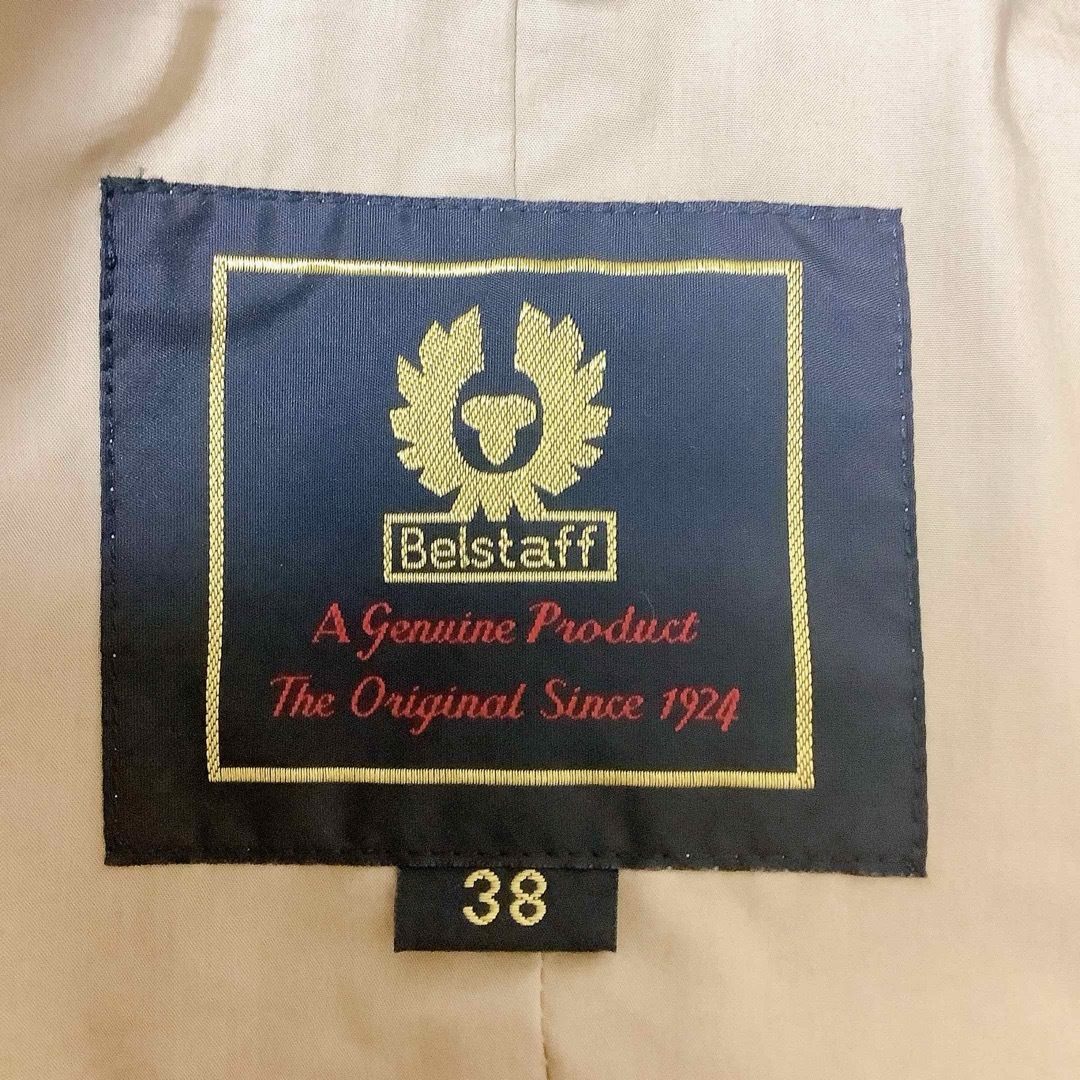 Belstaff
A Genuine Product
The Original Since 1924
38